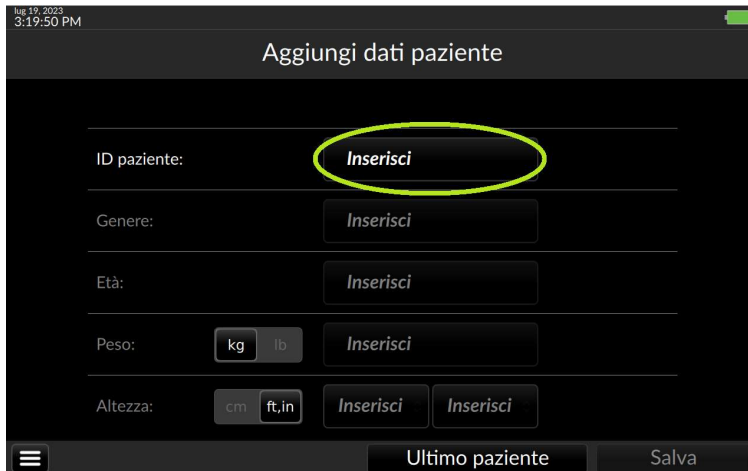 lug 19, 2023
3:19:50 PM
Aggiungi dati paziente
ID paziente: Inserisci
Genere: Inserisci
Età: Inserisci
Peso: kg lb Inserisci
Altezza: cm ft,in Inserisci Inserisci
Ultimo paziente Salva